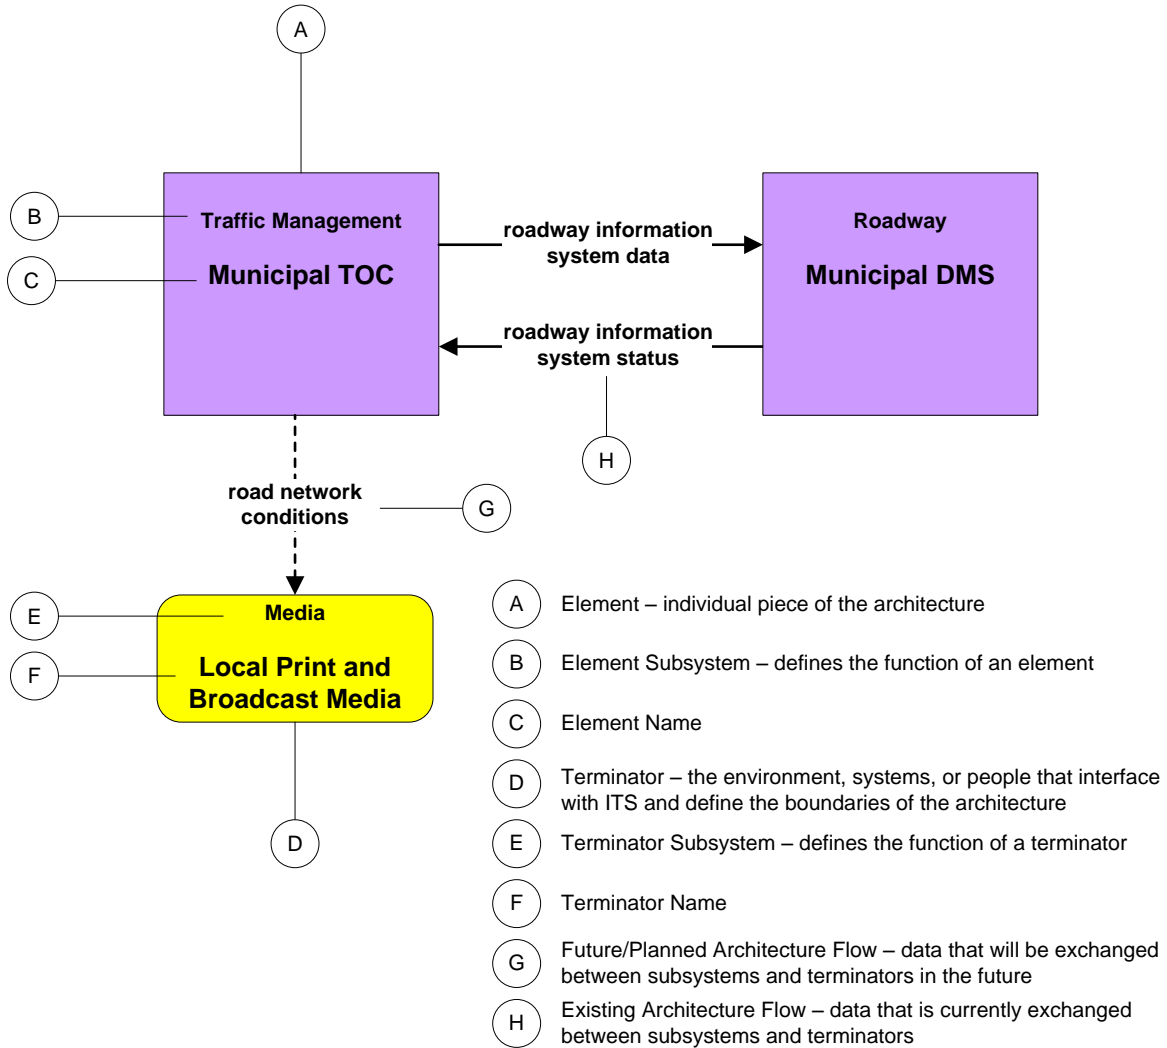 A
B
Traffic Management
C
Municipal TOC
roadway information
system data
Roadway
Municipal DMS
roadway information
system status
H
road network
conditions
G
E
Media
F
Local Print and
Broadcast Media
D
A Element – individual piece of the architecture
B Element Subsystem – defines the function of an element
C Element Name
D Terminator – the environment, systems, or people that interface
with ITS and define the boundaries of the architecture
E Terminator Subsystem – defines the function of a terminator
F Terminator Name
G Future/Planned Architecture Flow – data that will be exchanged
between subsystems and terminators in the future
H Existing Architecture Flow – data that is currently exchanged
between subsystems and terminators